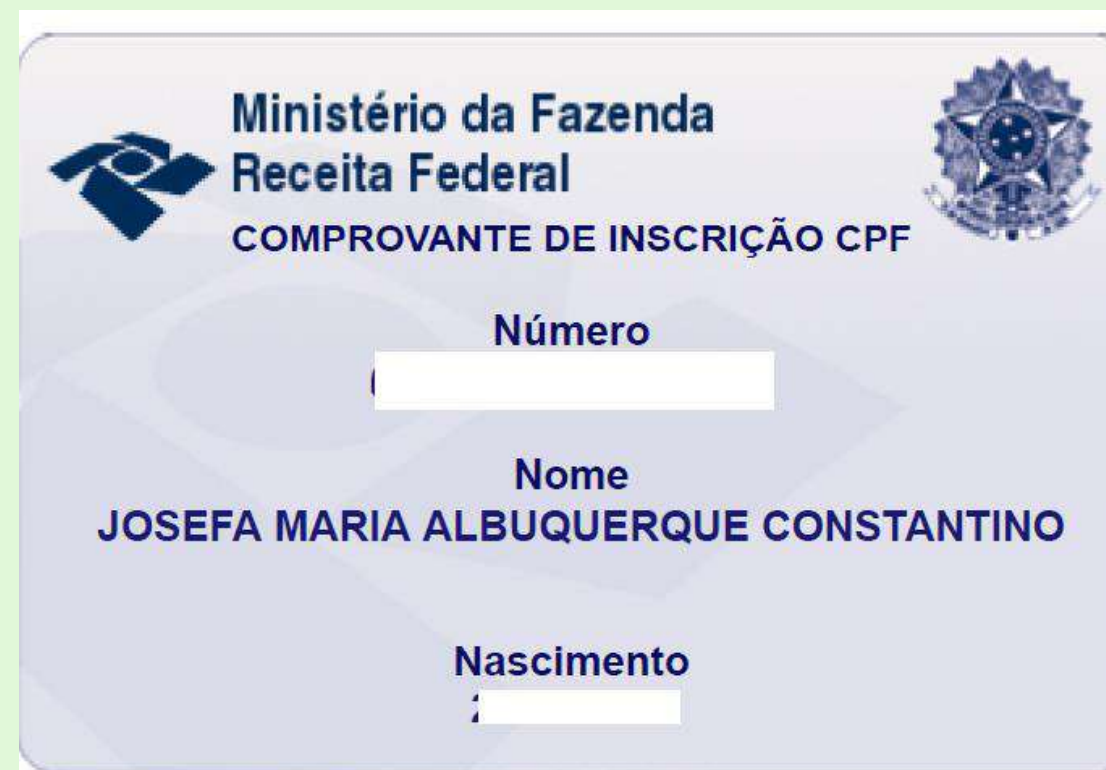 Ministério da Fazenda
Receita Federal
COMPROVANTE DE INSCRIÇÃO CPF
Número
Nome
JOSEFA MARIA ALBUQUERQUE CONSTANTINO
Nascimento